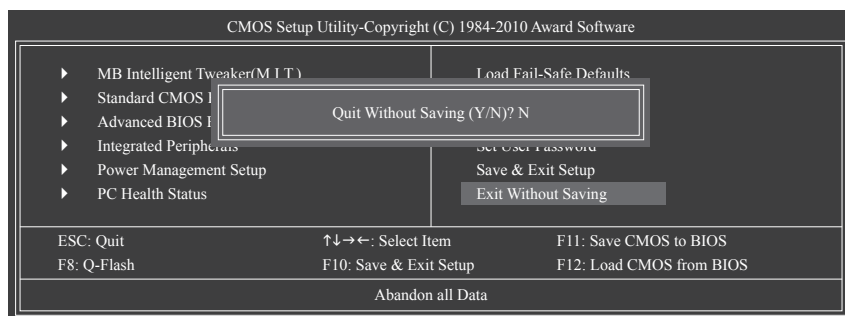 CMOS Setup Utility-Copyright (C) 1984-2010 Award Software
MB Intelligent Tweaker(M.I.T.)
Standard CMOS
Advanced BIOS
Integrated Peripherals
Power Management Setup
PC Health Status
Load Fail-Safe Defaults
Set User Password
Save & Exit Setup
Exit Without Saving
Quit Without Saving (Y/N)? N
ESC: Quit
↑↓→←: Select Item
F11: Save CMOS to BIOS
F8: Q-Flash
F10: Save & Exit Setup
F12: Load CMOS from BIOS
Abandon all Data